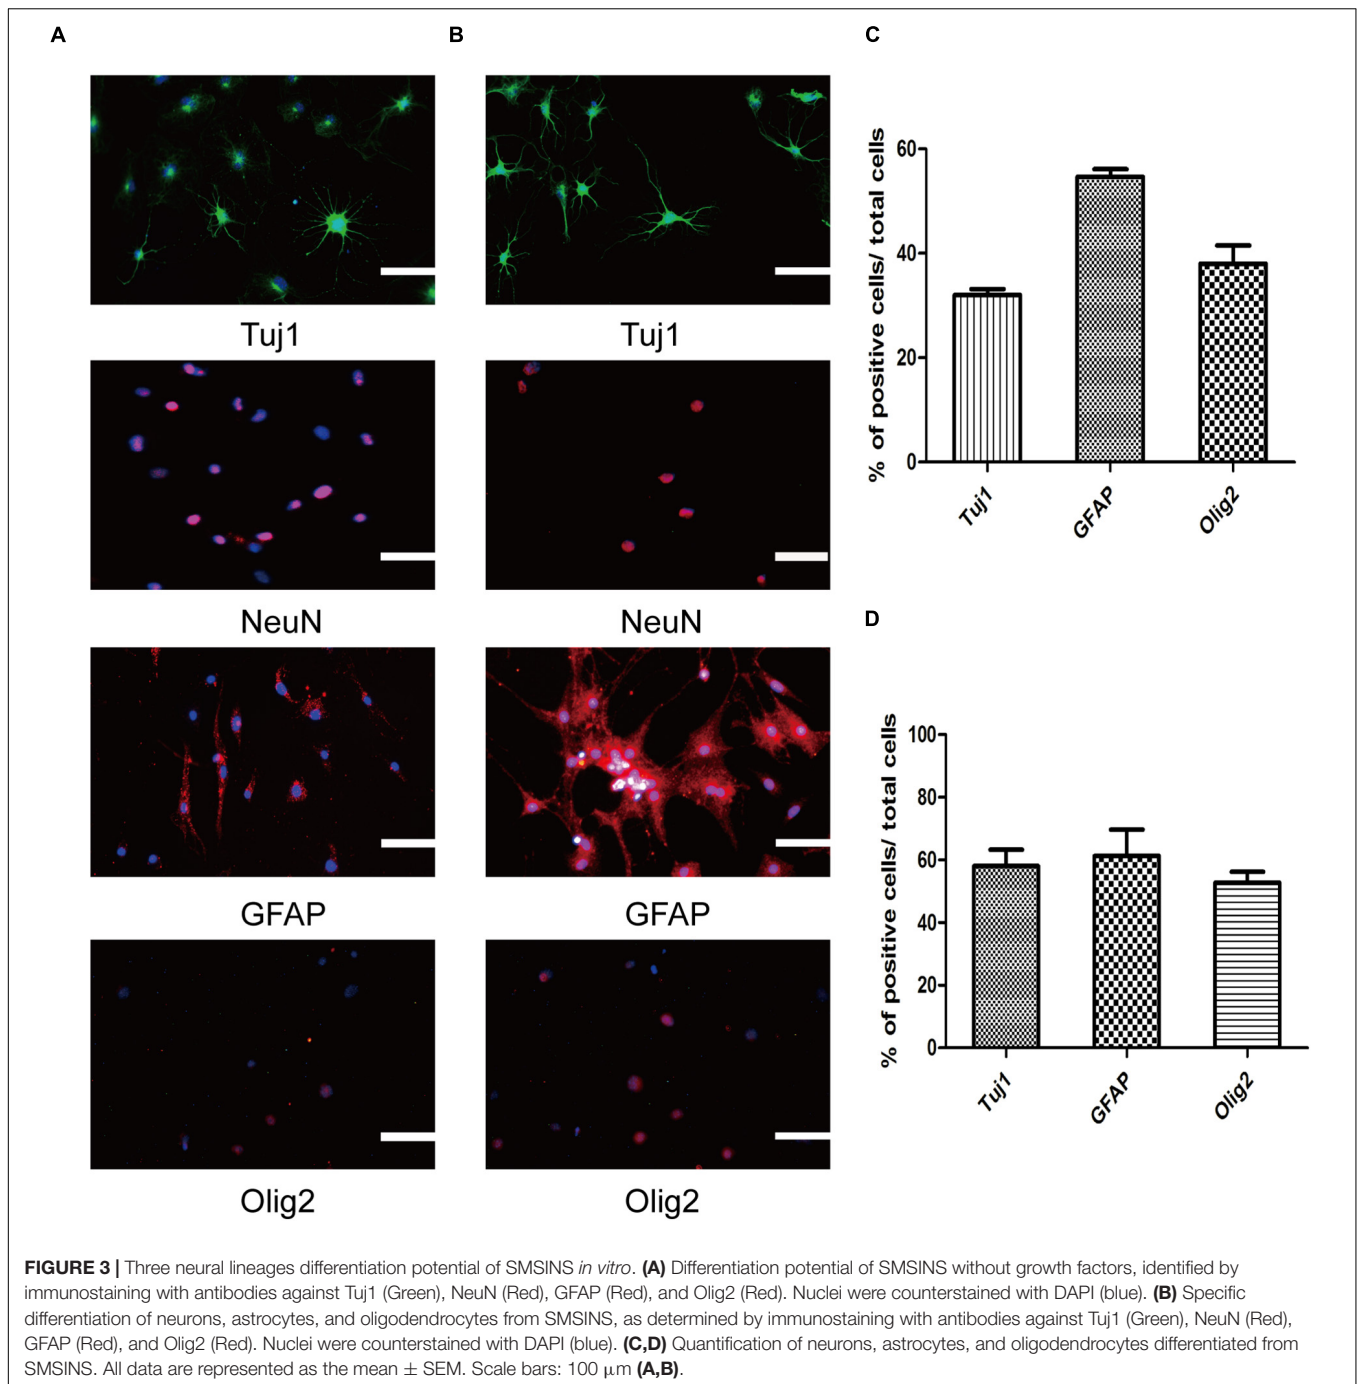 A
B
C
Tuj1
Tuj1
NeuN
NeuN
GFAP
GFAP
Olig2
Olig2
% of positive cells/ total cells
60
40
20
0
Tuj1
GFAP
Olig2
D
% of positive cells/ total cells
100
80
60
40
20
0
Tuj1
GFAP
Olig2
FIGURE 3 | Three neural lineages differentiation potential of SMSINS in vitro. (A) Differentiation potential of SMSINS without growth factors, identified by
immunostaining with antibodies against Tuj1 (Green), NeuN (Red), GFAP (Red), and Olig2 (Red). Nuclei were counterstained with DAPI (blue). (B) Specific
differentiation of neurons, astrocytes, and oligodendrocytes from SMSINS, as determined by immunostaining with antibodies against Tuj1 (Green), NeuN (Red),
GFAP (Red), and Olig2 (Red). Nuclei were counterstained with DAPI (blue). (C,D) Quantification of neurons, astrocytes, and oligodendrocytes differentiated from
SMSINS. All data are represented as the mean ± SEM. Scale bars: 100 μm (A,B).